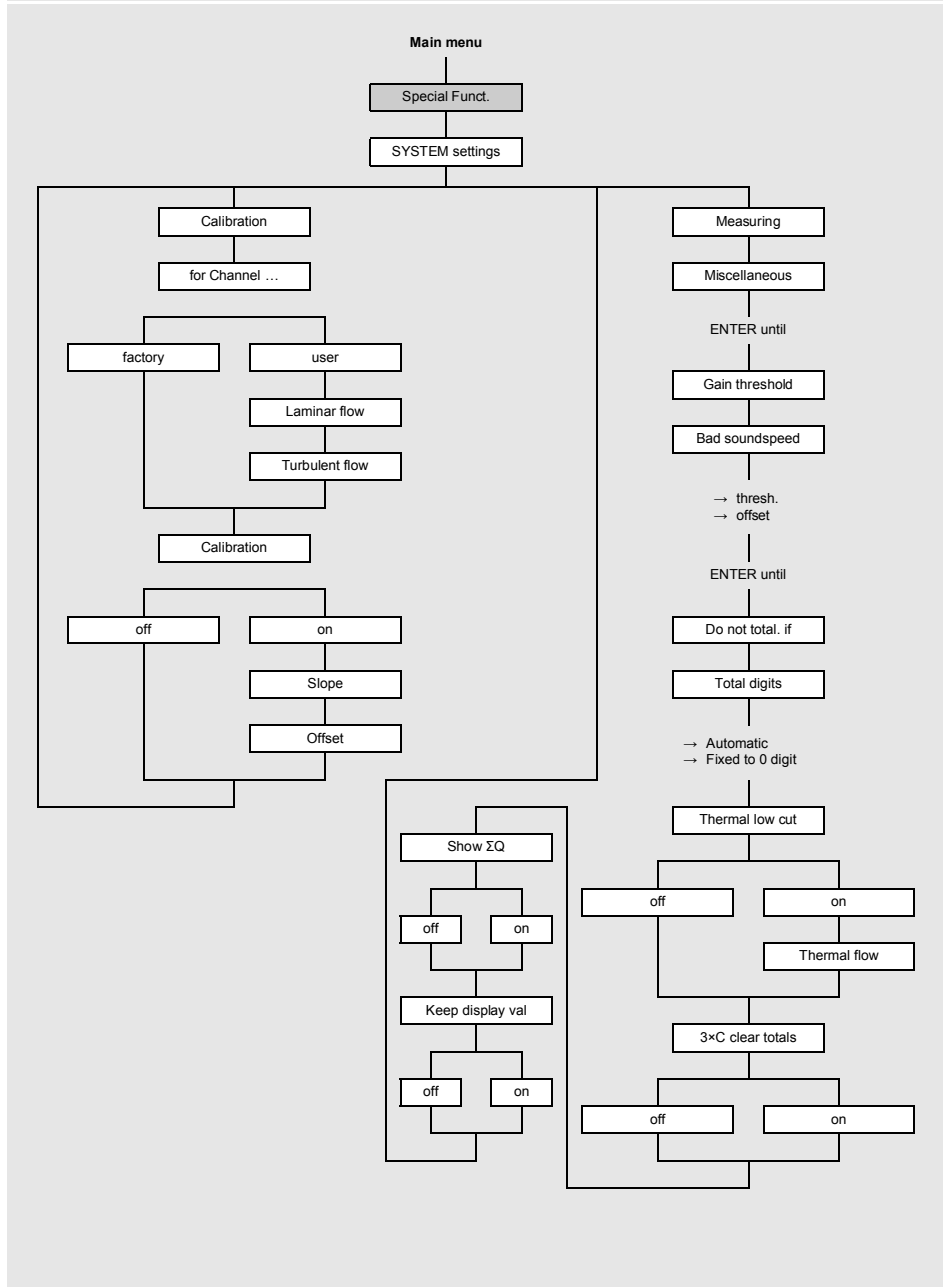 Main menu
Special Funct.
SYSTEM settings
Calibration
for Channel …
factory
user
Laminar flow
Turbulent flow
Calibration
off
on
Slope
Offset
Measuring
Miscellaneous
ENTER until
Gain threshold
Bad soundspeed
→ thresh.
→ offset
ENTER until
Do not total. if
Total digits
→ Automatic
→ Fixed to 0 digit
Thermal low cut
off
on
Thermal flow
3×C clear totals
off
on
Show ΣQ
off
on
Keep display val
off
on